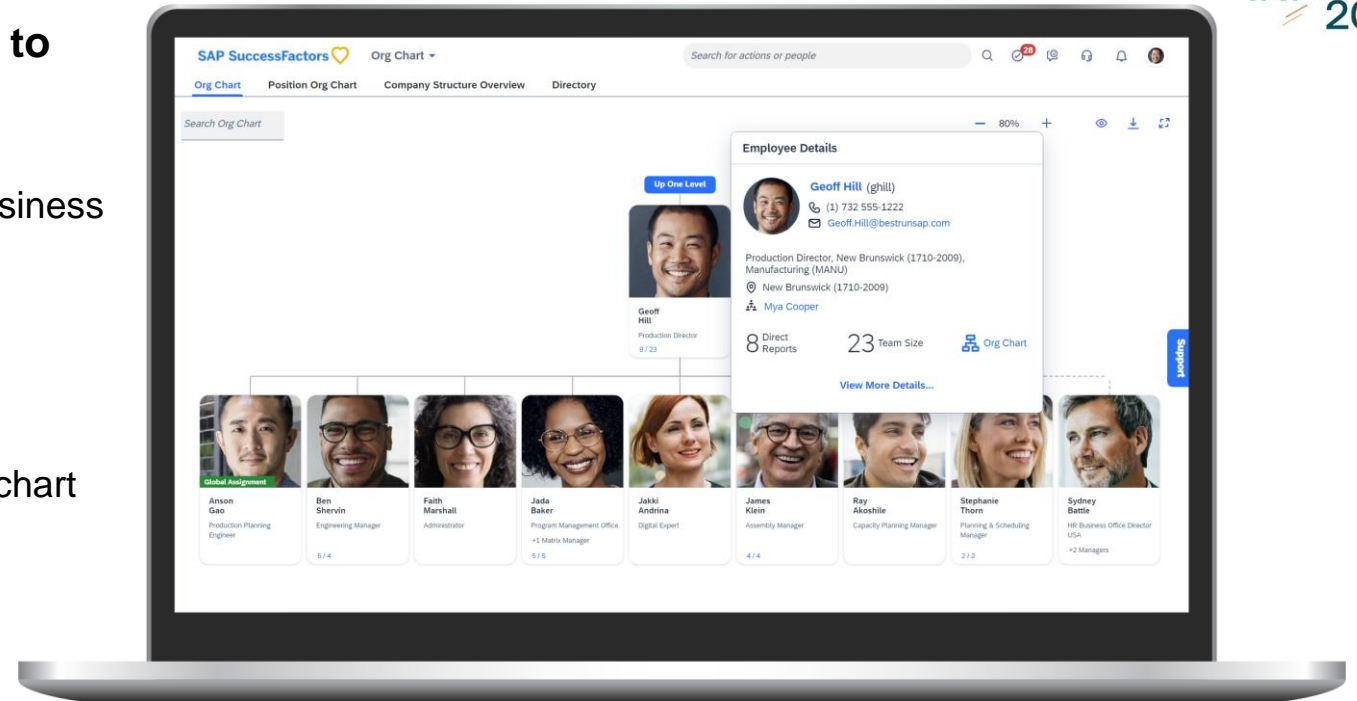 to
20
siness
chart
SAP SuccessFactors
Org Chart
Search for actions or people
28
Org Chart
Position Org Chart
Company Structure Overview
Directory
Search Org Chart
80%
Up One Level
Geoff
Hill
Production Director
8 / 23
Employee Details
Geoff Hill (ghill)
(1) 732 555-1222
Geoff.Hill@bestrunsap.com
Production Director, New Brunswick (1710-2009),
Manufacturing (MANU)
New Brunswick (1710-2009)
Mya Cooper
8 Direct Reports
23 Team Size
Org Chart
View More Details...
Support
Global Assignment
Anson
Gao
Production Planning
Engineer
Ben
Shervin
Engineering Manager
5 / 4
Faith
Marshall
Administrator
Jada
Baker
Program Management Office
+1 Matrix Manager
5 / 5
Jakki
Andrina
Digital Expert
James
Klein
Assembly Manager
4 / 4
Ray
Akoshile
Capacity Planning Manager
Stephanie
Thorn
Planning & Scheduling
Manager
2 / 2
Sydney
Battle
HR Business Office Director
USA
+2 Managers